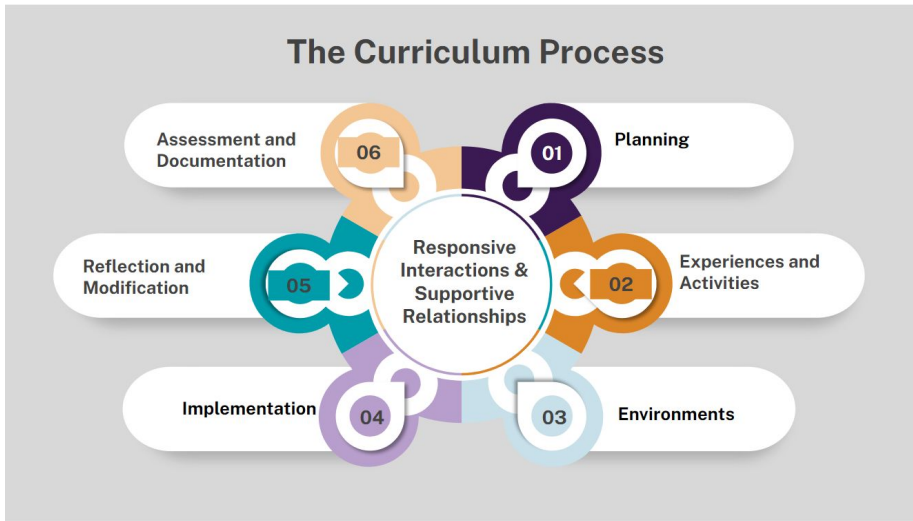 The Curriculum Process
01
Planning
02
Experiences and
Activities
03
Environments
04
Implementation
05
Reflection and
Modification
06
Assessment and
Documentation
Responsive
Interactions &
Supportive
Relationships